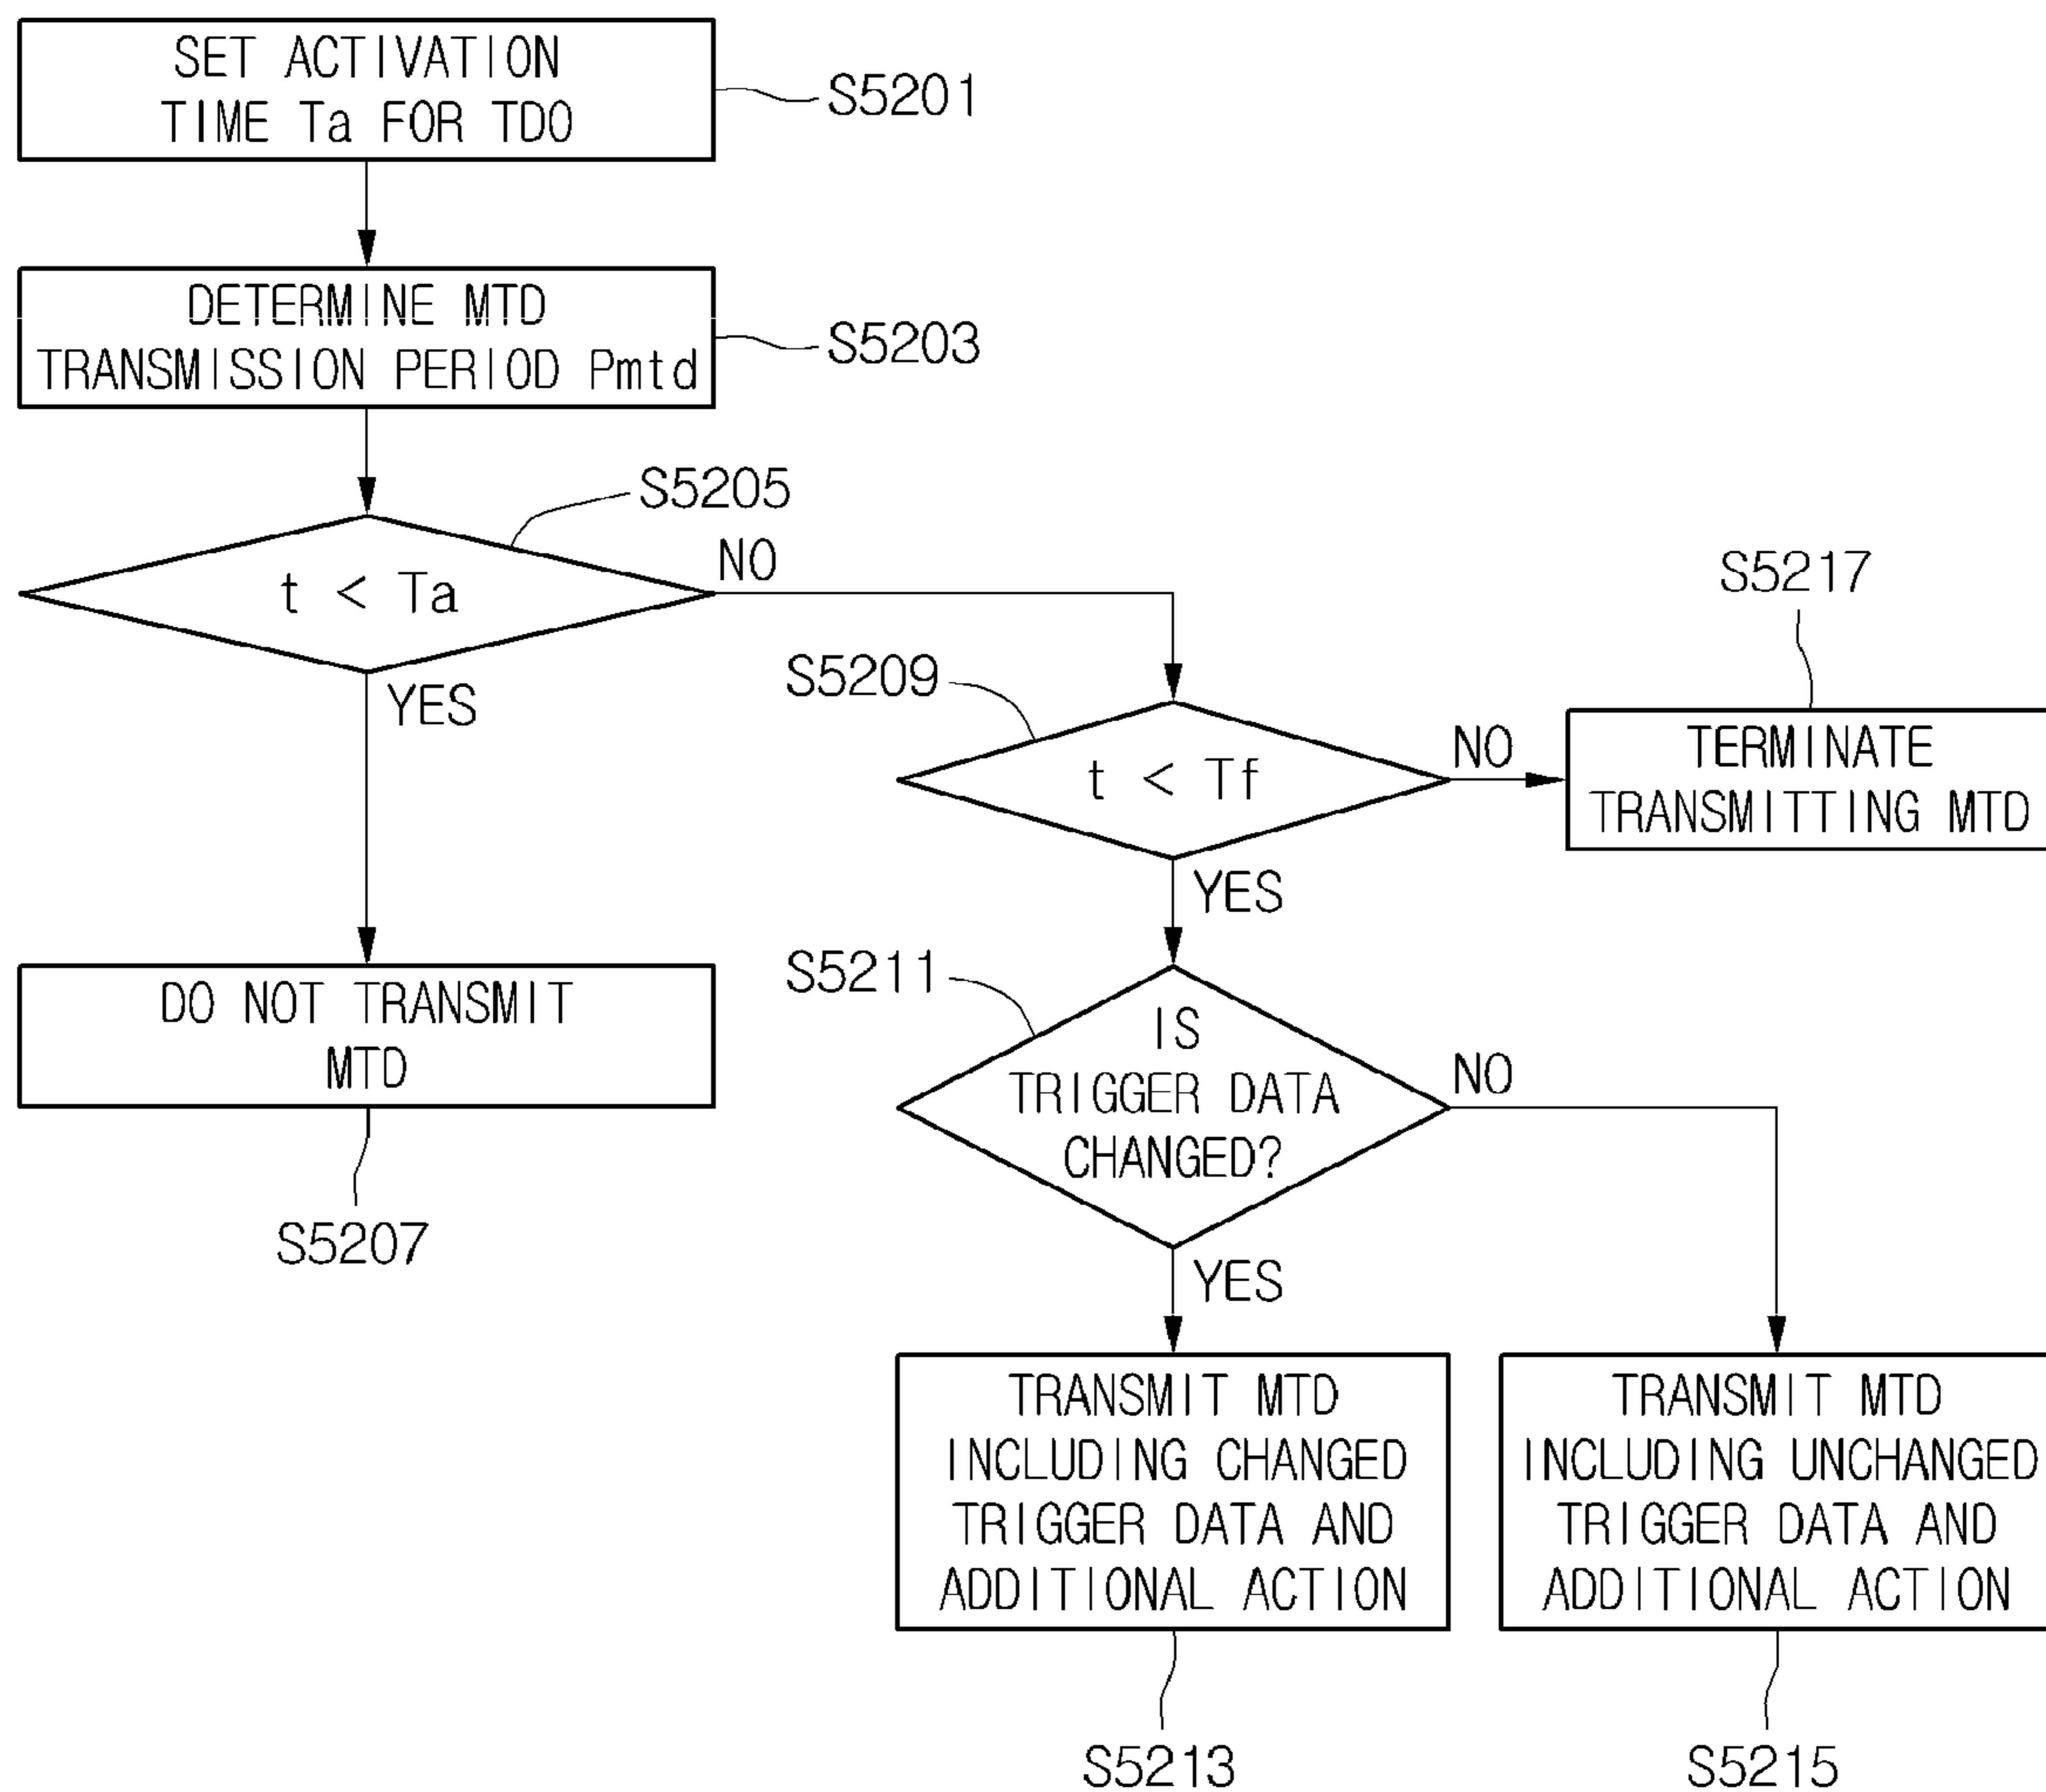 SET ACTIVATION
TIME Ta FOR TDO
S5201
DETERMINE MTD
TRANSMISSION PERIOD Pmtd
S5203
S5205
t < Ta
NO
YES
S5217
S5209
t < Tf
NO
TERMINATE
TRANSMITTING MTD
YES
DO NOT TRANSMIT
MTD
S5207
S5211
IS
TRIGGER DATA
CHANGED?
NO
YES
TRANSMIT MTD
INCLUDING CHANGED
TRIGGER DATA AND
ADDITIONAL ACTION
S5213
TRANSMIT MTD
INCLUDING UNCHANGED
TRIGGER DATA AND
ADDITIONAL ACTION
S5215